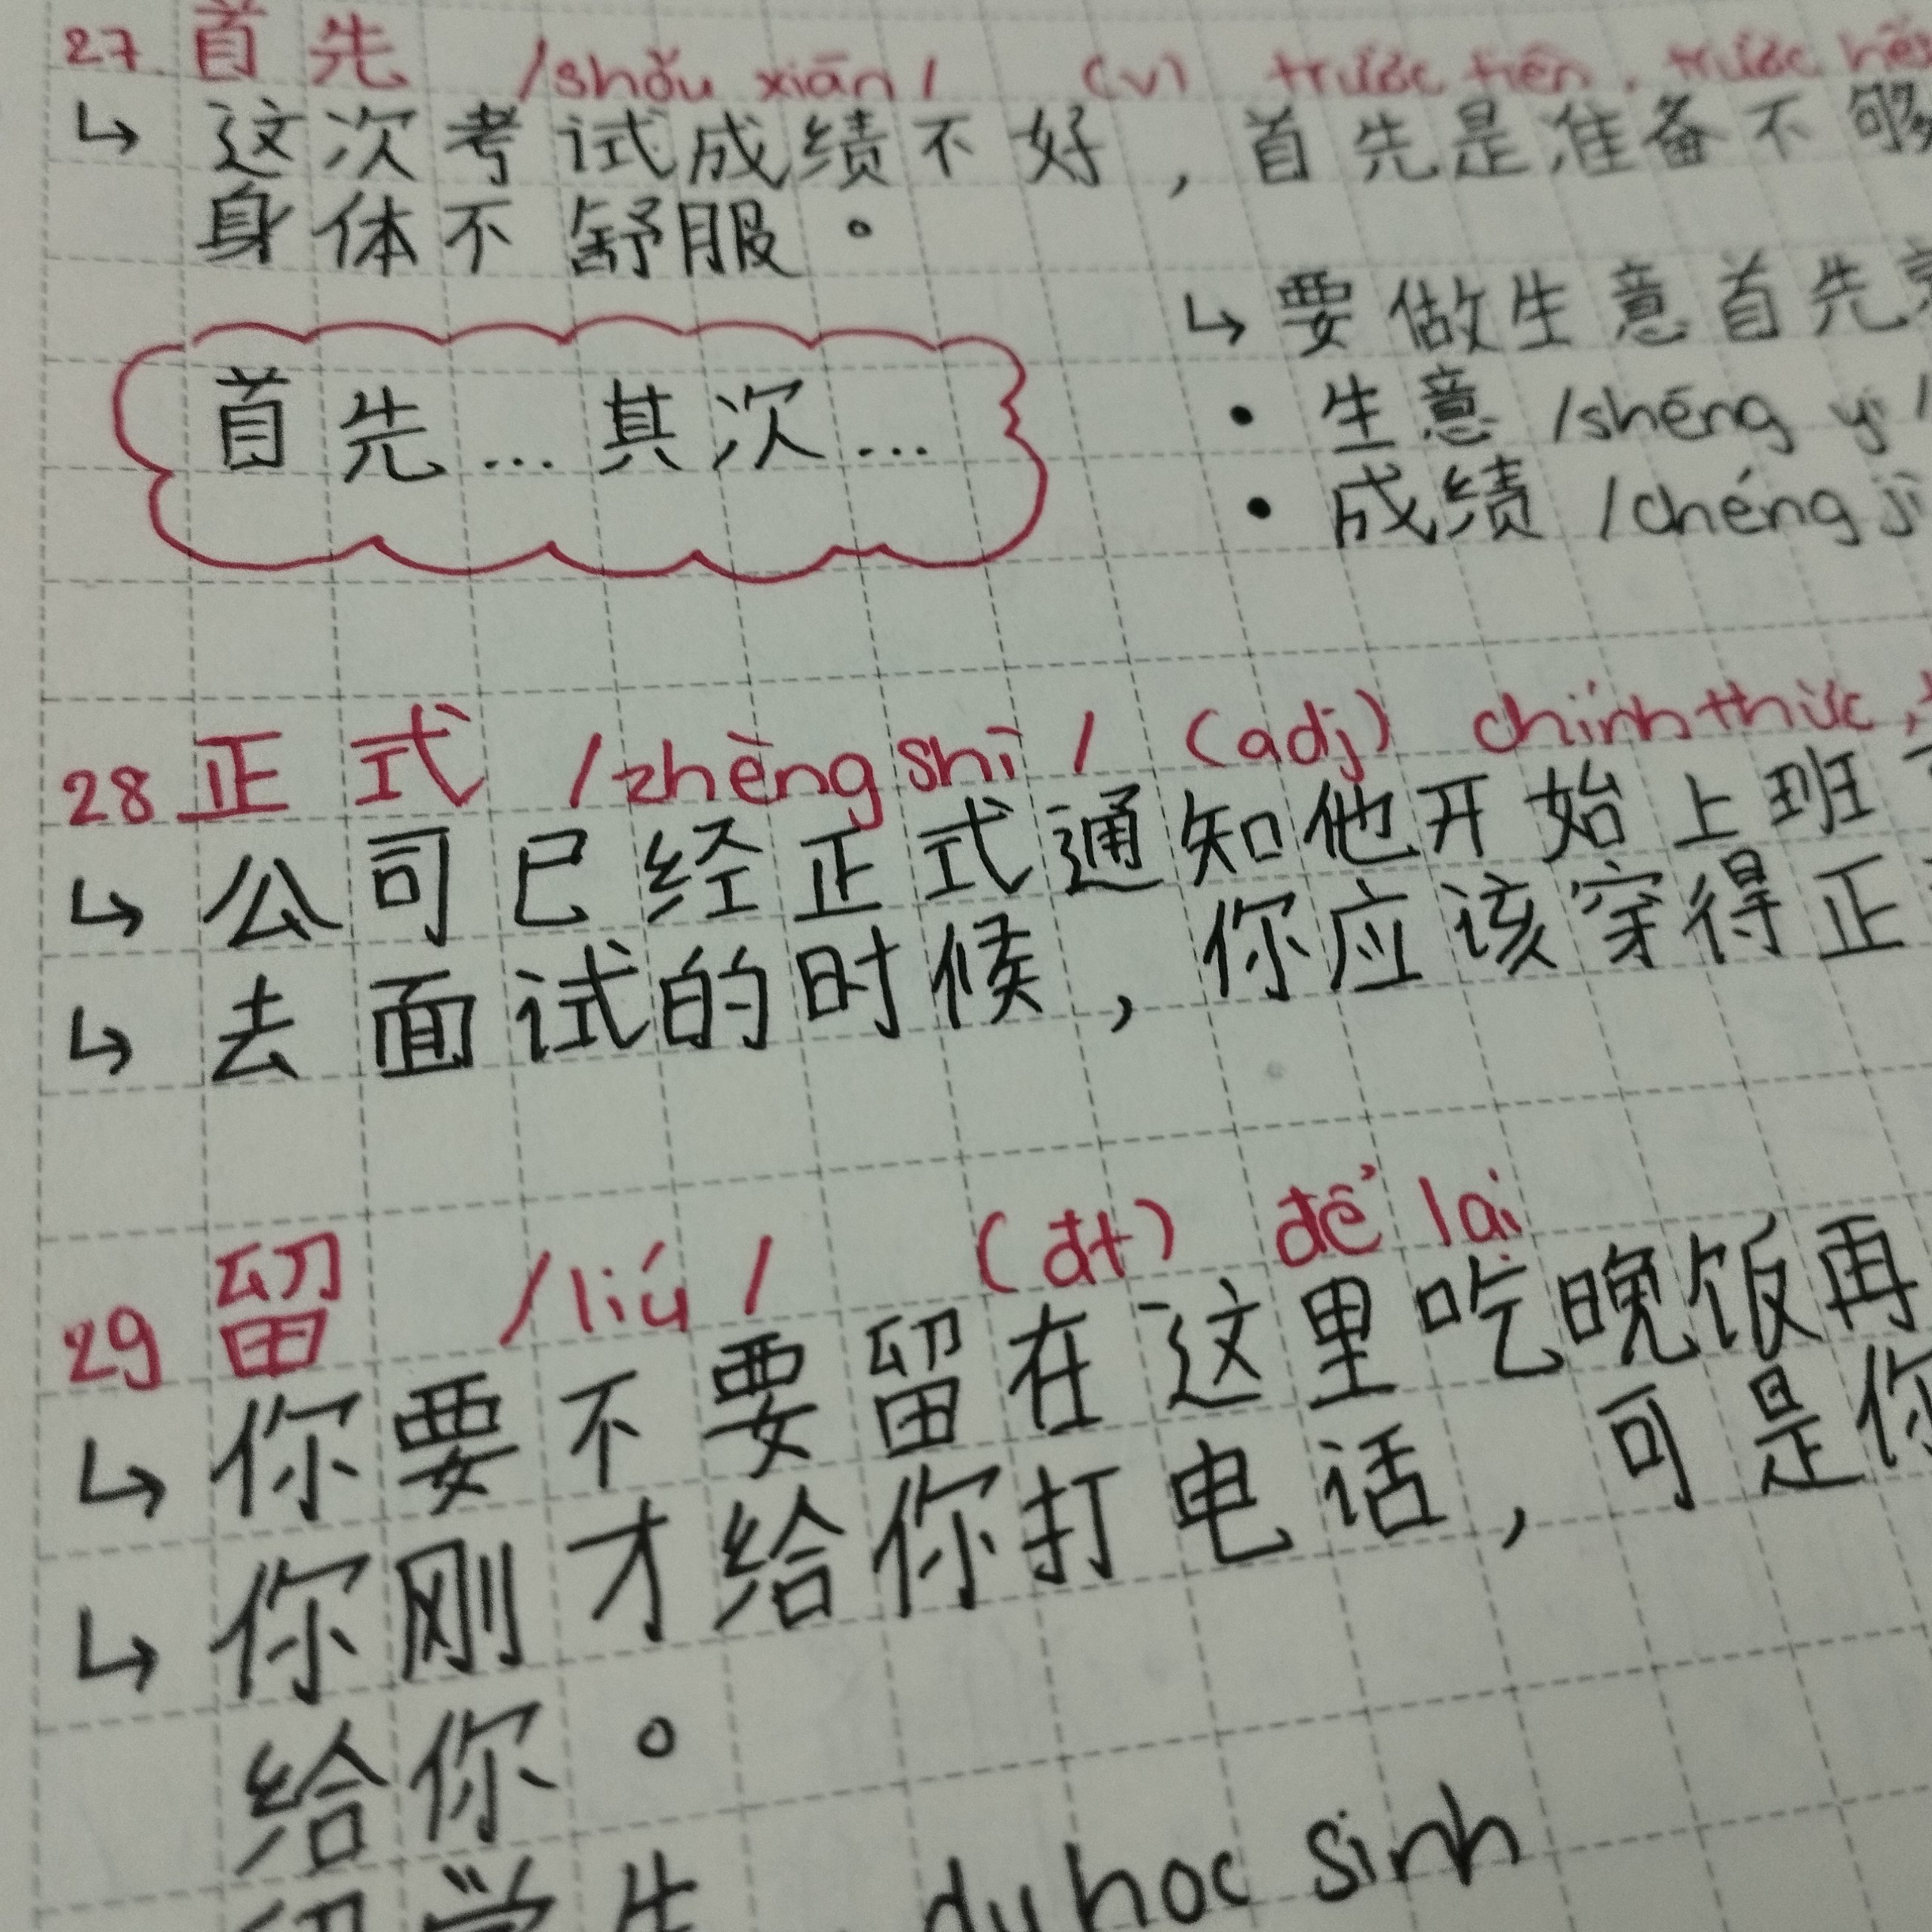 27. 首先 /shǒu xiān/ (v) trước tiên, trước hết
↳ 这次考试成绩不好，首先是准备不够
身体不舒服。
↳ 要做生意首先
首先...其次...
• 生意 /shēng yì/
• 成绩 /chéng jì
28 正式 /zhèng shì/ (adj) chính thức,
↳ 公司已经正式通知他开始上班
↳ 去面试的时候，你应该穿得正
29 留 /liú/ (đt) để lại
↳ 你要不要留在这里吃晚饭再
↳ 你刚才给你打电话，可是你
给你。
留学生 du học sinh